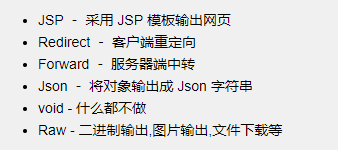 • JSP － 采用 JSP 模板输出网页
• Redirect － 客户端重定向
• Forward － 服务器端中转
• Json － 将对象输出成 Json 字符串
• void - 什么都不做
• Raw - 二进制输出,图片输出,文件下载等